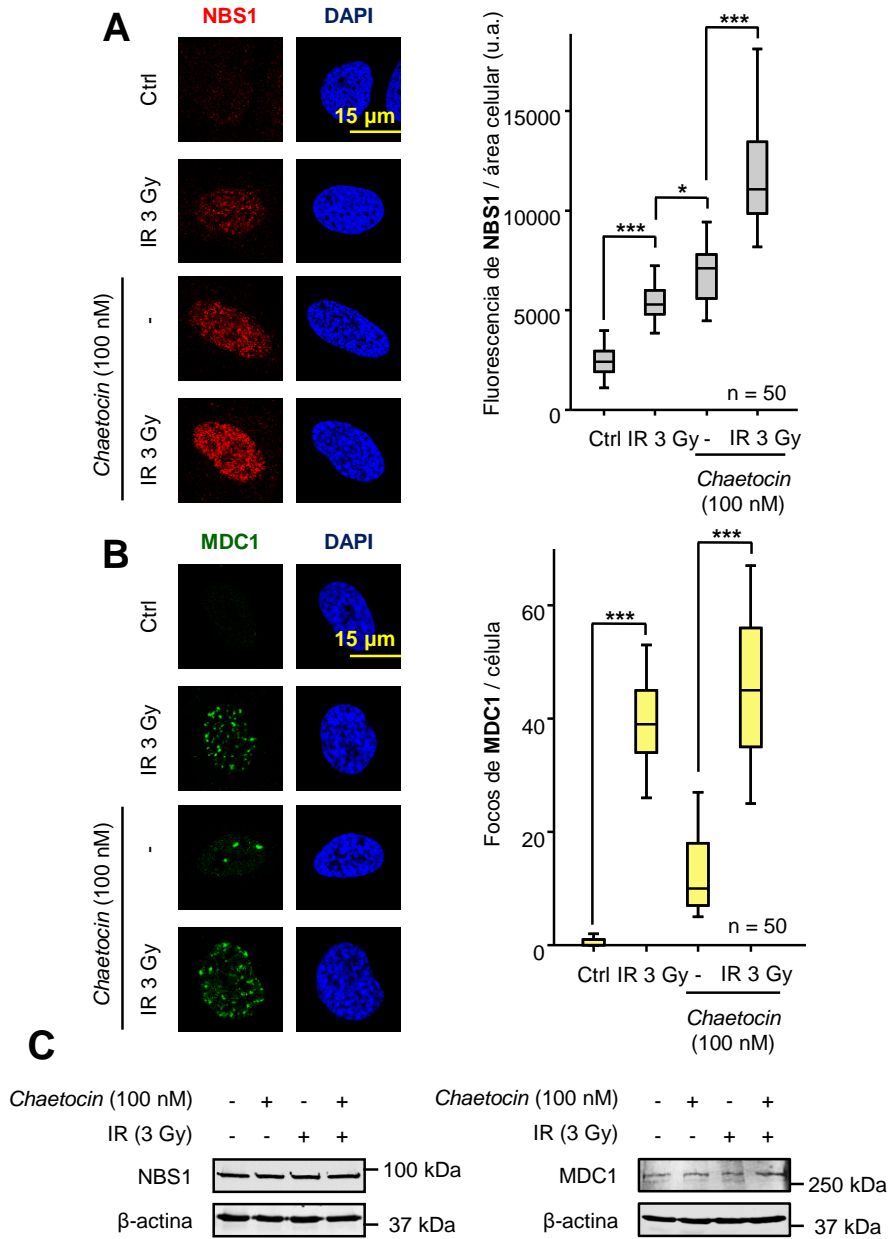 A
NBS1 DAPI
Ctrl
15 µm
IR 3 Gy
Chaetocin (100 nM)
-
IR 3 Gy
Fluorescencia de NBS1 / área celular (u.a.)
15000
10000
5000
0
***
*
***
n = 50
Ctrl IR 3 Gy - IR 3 Gy
Chaetocin
(100 nM)
B
MDC1 DAPI
Ctrl
15 µm
IR 3 Gy
Chaetocin (100 nM)
-
IR 3 Gy
Focos de MDC1 / célula
60
40
20
0
***
***
n = 50
Ctrl IR 3 Gy - IR 3 Gy
Chaetocin
(100 nM)
C
Chaetocin (100 nM) - + - +
IR (3 Gy) - - + +
NBS1 100 kDa
β-actina 37 kDa
Chaetocin (100 nM) - + - +
IR (3 Gy) - - + +
MDC1 250 kDa
β-actina 37 kDa